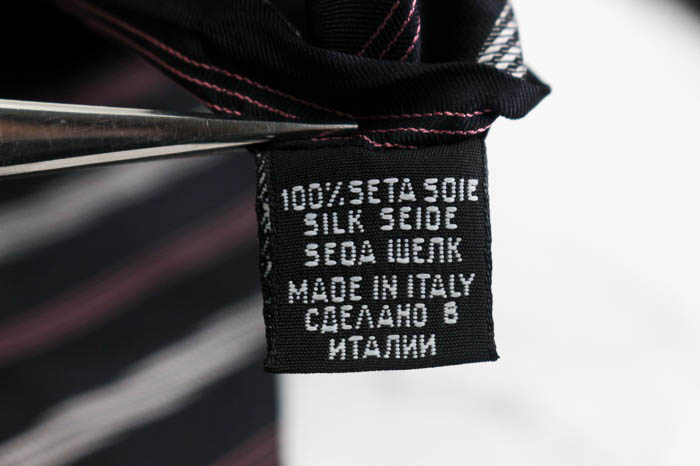 100% SETA SOIE
SILK SEIDE
SEDA ШЕЛК
MADE IN ITALY
СДЕЛАНО В
ИТАЛИИ